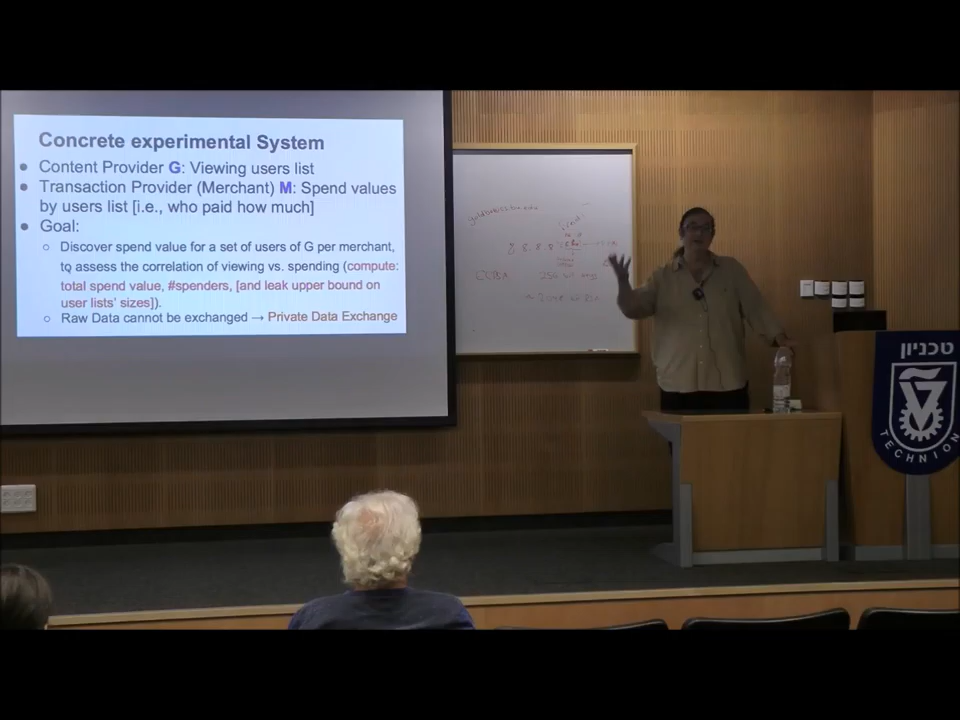 Concrete experimental System
● Content Provider G: Viewing users list
● Transaction Provider (Merchant) M: Spend values
by users list [i.e., who paid how much]
● Goal:
○ Discover spend value for a set of users of G per merchant,
to assess the correlation of viewing vs. spending (compute:
total spend value, #spenders, [and leak upper bound on
user lists' sizes]).
○ Raw Data cannot be exchanged → Private Data Exchange
256 bit
טכניון
TECHNION